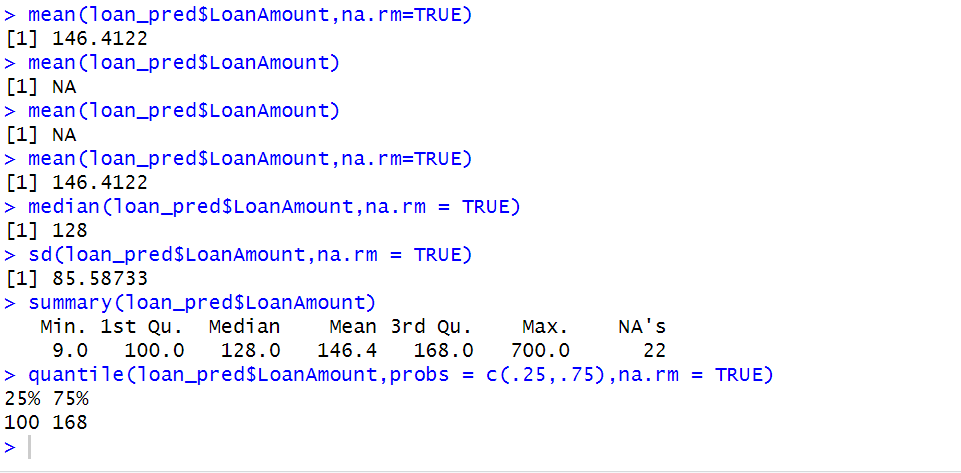 > mean(loan_pred$LoanAmount,na.rm=TRUE)
[1] 146.4122
> mean(loan_pred$LoanAmount)
[1] NA
> mean(loan_pred$LoanAmount)
[1] NA
> mean(loan_pred$LoanAmount,na.rm=TRUE)
[1] 146.4122
> median(loan_pred$LoanAmount,na.rm = TRUE)
[1] 128
> sd(loan_pred$LoanAmount,na.rm = TRUE)
[1] 85.58733
> summary(loan_pred$LoanAmount)
   Min. 1st Qu.  Median    Mean 3rd Qu.    Max.    NA's
    9.0   100.0   128.0   146.4   168.0   700.0      22
> quantile(loan_pred$LoanAmount,probs = c(.25,.75),na.rm = TRUE)
25% 75%
100 168
>